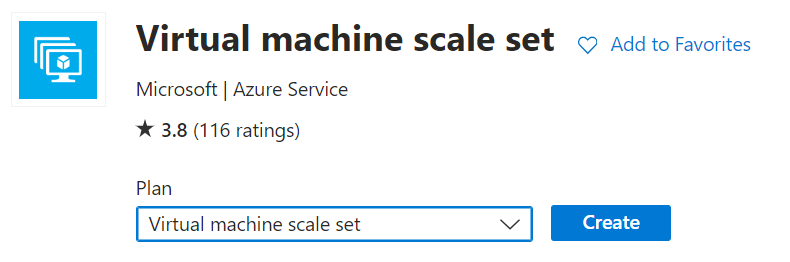 Virtual machine scale set
Add to Favorites
Microsoft | Azure Service
★ 3.8 (116 ratings)
Plan
Virtual machine scale set
Create